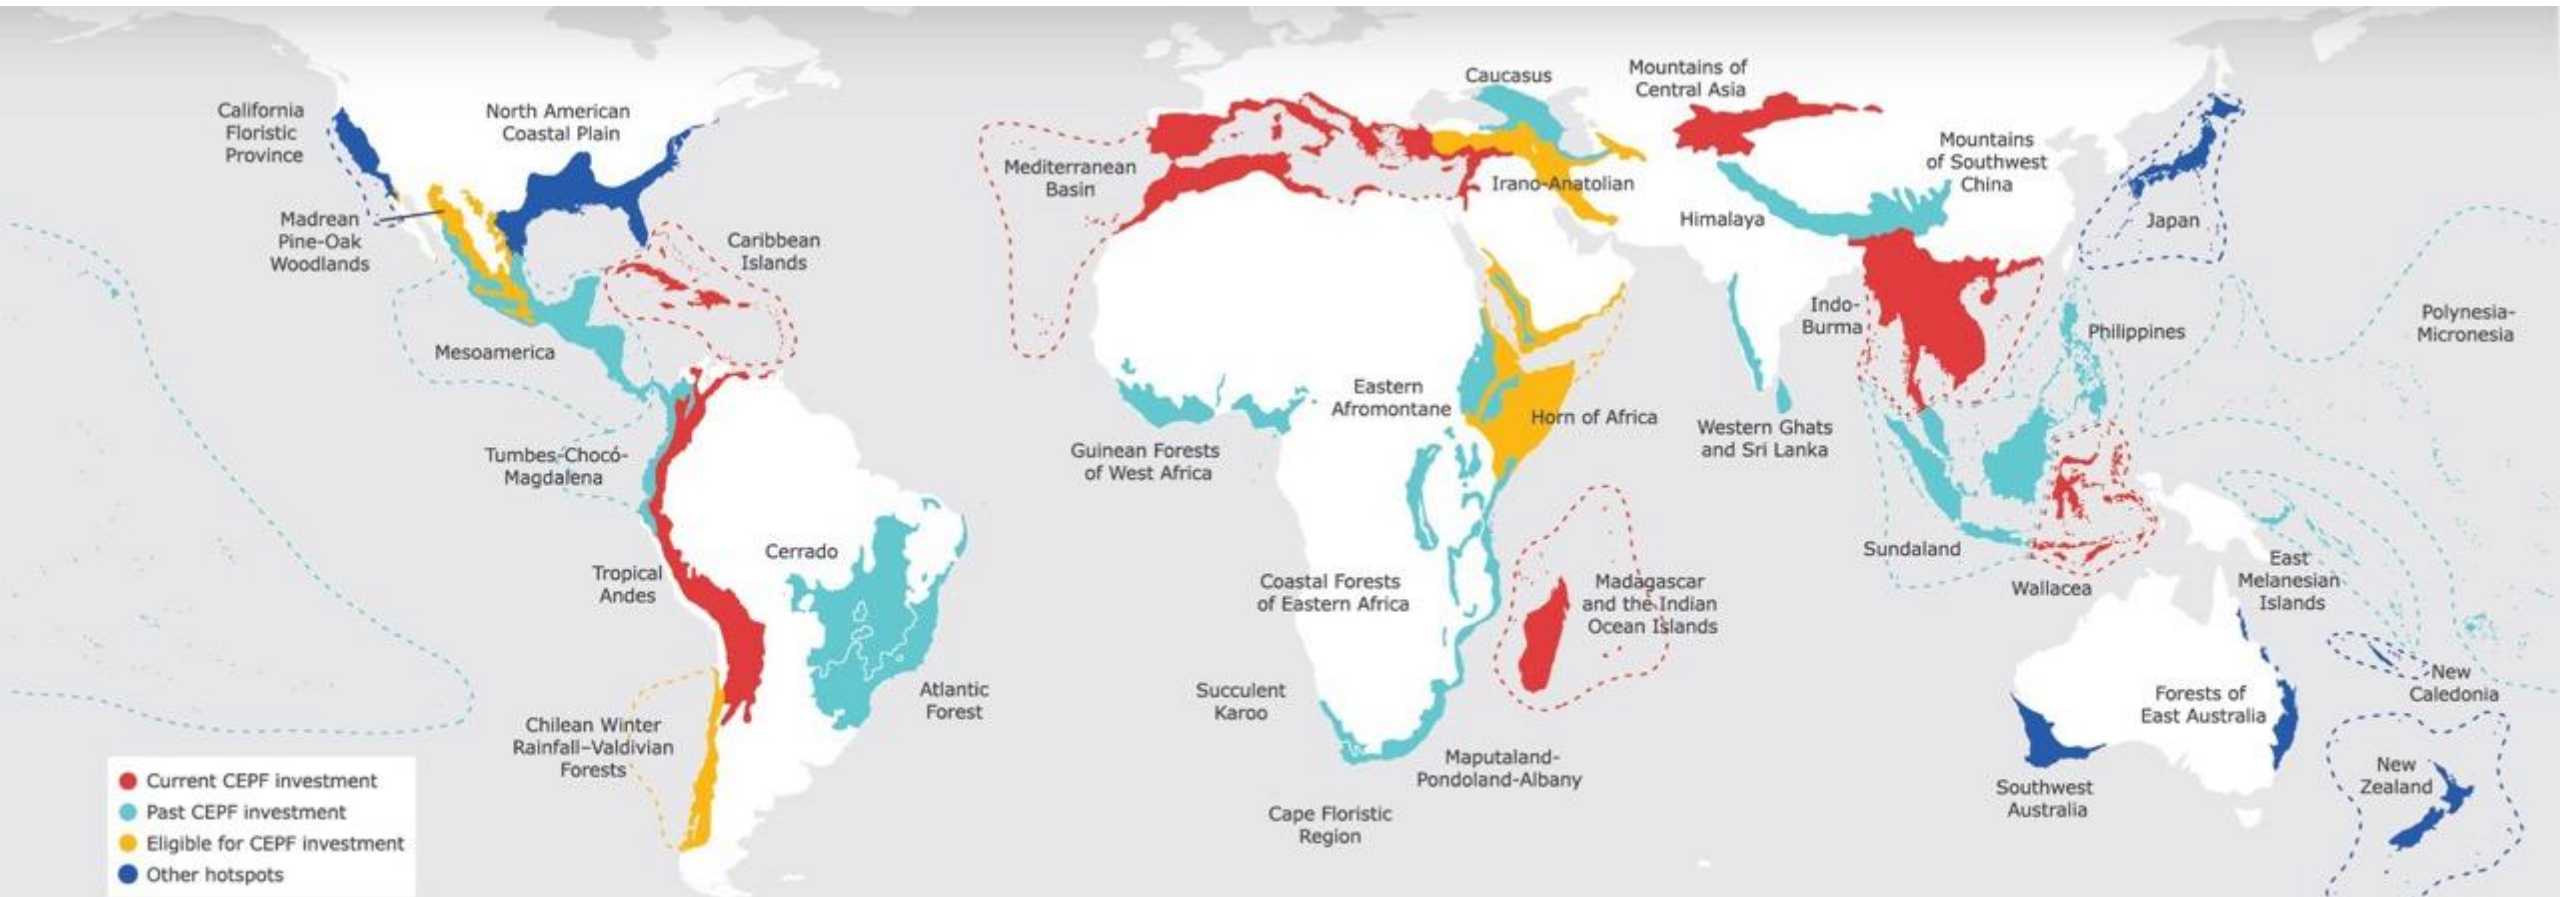 California
Floristic
Province
North American
Coastal Plain
Madrean
Pine-Oak
Woodlands
Caribbean
Islands
Mesoamerica
Tumbes-Chocó-
Magdalena
Cerrado
Tropical
Andes
Atlantic
Forest
Chilean Winter
Rainfall–Valdivian
Forests
Mediterranean
Basin
Caucasus
Mountains of
Central Asia
Irano-Anatolian
Mountains
of Southwest
China
Himalaya
Japan
Indo-
Burma
Philippines
Polynesia-
Micronesia
Eastern
Afromontane
Horn of Africa
Guinean Forests
of West Africa
Western Ghats
and Sri Lanka
Sundaland
Wallacea
East
Melanesian
Islands
Coastal Forests
of Eastern Africa
Madagascar
and the Indian
Ocean Islands
Succulent
Karoo
Maputaland-
Pondoland-Albany
Cape Floristic
Region
Forests of
East Australia
New
Caledonia
Southwest
Australia
New
Zealand
Current CEPF investment
Past CEPF investment
Eligible for CEPF investment
Other hotspots